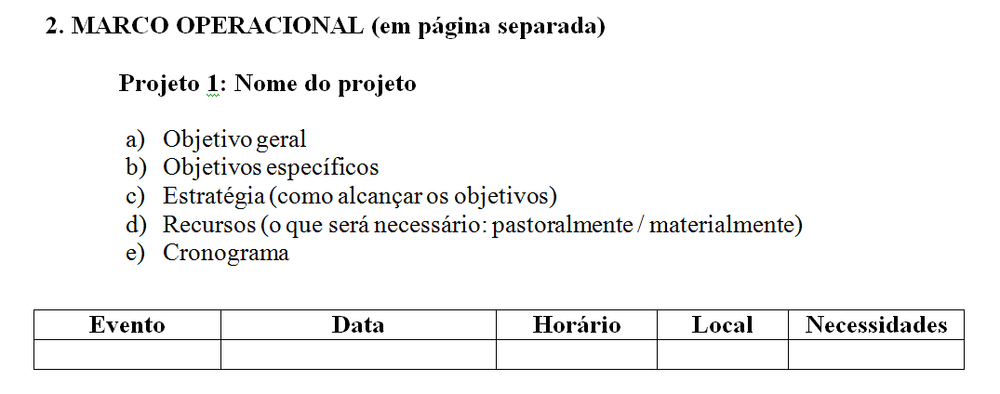 2. MARCO OPERACIONAL (em página separada)
Projeto 1: Nome do projeto
a) Objetivo geral
b) Objetivos específicos
c) Estratégia (como alcançar os objetivos)
d) Recursos (o que será necessário: pastoralmente / materialmente)
e) Cronograma
Evento Data Horário Local Necessidades